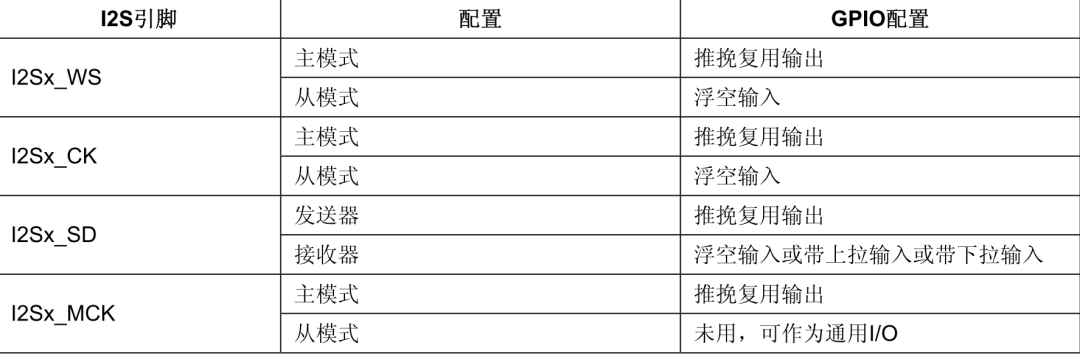 I2S引脚 配置 GPIO配置
I2Sx_WS 主模式 推挽复用输出
从模式 浮空输入
I2Sx_CK 主模式 推挽复用输出
从模式 浮空输入
I2Sx_SD 发送器 推挽复用输出
接收器 浮空输入或带上拉输入或带下拉输入
I2Sx_MCK 主模式 推挽复用输出
从模式 未用，可作为通用I/O